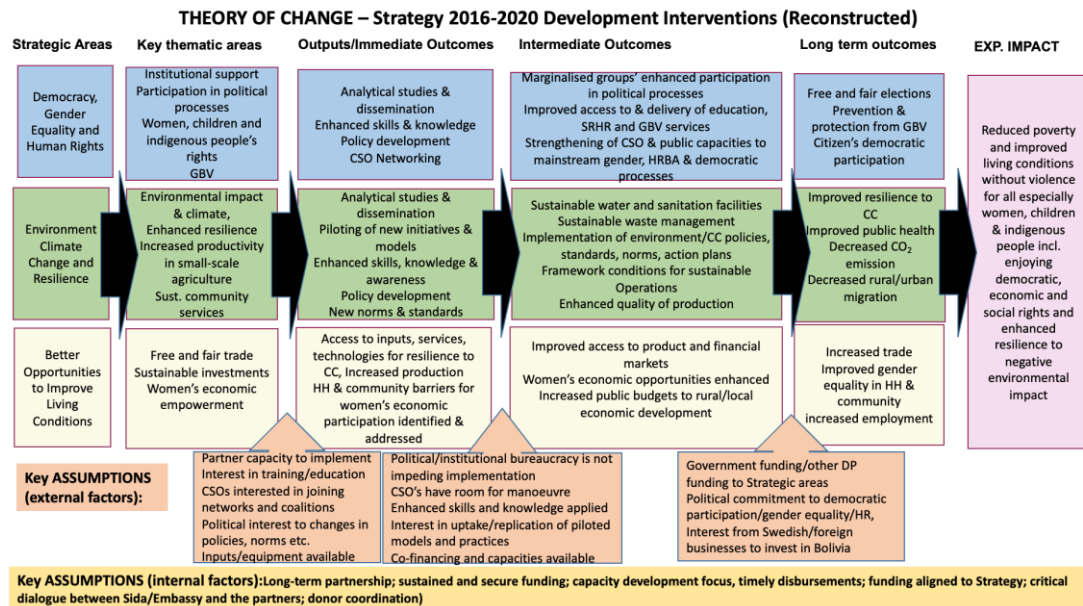 THEORY OF CHANGE – Strategy 2016-2020 Development Interventions (Reconstructed)
Strategic Areas
Key thematic areas
Outputs/Immediate Outcomes
Intermediate Outcomes
Long term outcomes
EXP. IMPACT
Democracy,
Gender
Equality and
Human Rights
Institutional support
Participation in political
processes
Women, children and
indigenous people's
rights
GBV
Analytical studies &
dissemination
Enhanced skills & knowledge
Policy development
CSO Networking
Marginalised groups' enhanced participation
in political processes
Improved access to & delivery of education,
SRHR and GBV services
Strengthening of CSO & public capacities to
mainstream gender, HRBA & democratic
processes
Free and fair elections
Prevention &
protection from GBV
Citizen's democratic
participation
Environment
Climate
Change and
Resilience
Environmental impact
& climate,
Enhanced resilience
Increased productivity
in small-scale
agriculture
Sust. community
services
Analytical studies &
dissemination
Piloting of new initiatives &
models
Enhanced skills, knowledge &
awareness
Policy development
New norms & standards
Sustainable water and sanitation facilities
Sustainable waste management
Implementation of environment/CC policies,
standards, norms, action plans
Framework conditions for sustainable
Operations
Enhanced quality of production
Improved resilience to
CC
Improved public health
Decreased CO₂
emission
Decreased rural/urban
migration
Better
Opportunities
to Improve
Living
Conditions
Free and fair trade
Sustainable investments
Women's economic
empowerment
Access to inputs, services,
technologies for resilience to
CC, Increased production
HH & community barriers for
women's economic
participation identified &
addressed
Improved access to product and financial
markets
Women's economic opportunities enhanced
Increased public budgets to rural/local
economic development
Increased trade
Improved gender
equality in HH &
community
increased employment
Reduced poverty
and improved
living conditions
without violence
for all especially
women, children
& indigenous
people incl.
enjoying
democratic,
economic and
social rights and
enhanced
resilience to
negative
environmental
impact
Key ASSUMPTIONS
(external factors):
Partner capacity to implement
Interest in training/education
CSOs interested in joining
networks and coalitions
Political interest to changes in
policies, norms etc.
Inputs/equipment available
Political/institutional bureaucracy is not
impeding implementation
CSO's have room for manoeuvre
Enhanced skills and knowledge applied
Interest in uptake/replication of piloted
models and practices
Co-financing and capacities available
Government funding/other DP
funding to Strategic areas
Political commitment to democratic
participation/gender equality/HR,
Interest from Swedish/foreign
businesses to invest in Bolivia
Key ASSUMPTIONS (internal factors):Long-term partnership; sustained and secure funding; capacity development focus, timely disbursements; funding aligned to Strategy; critical
dialogue between Sida/Embassy and the partners; donor coordination)